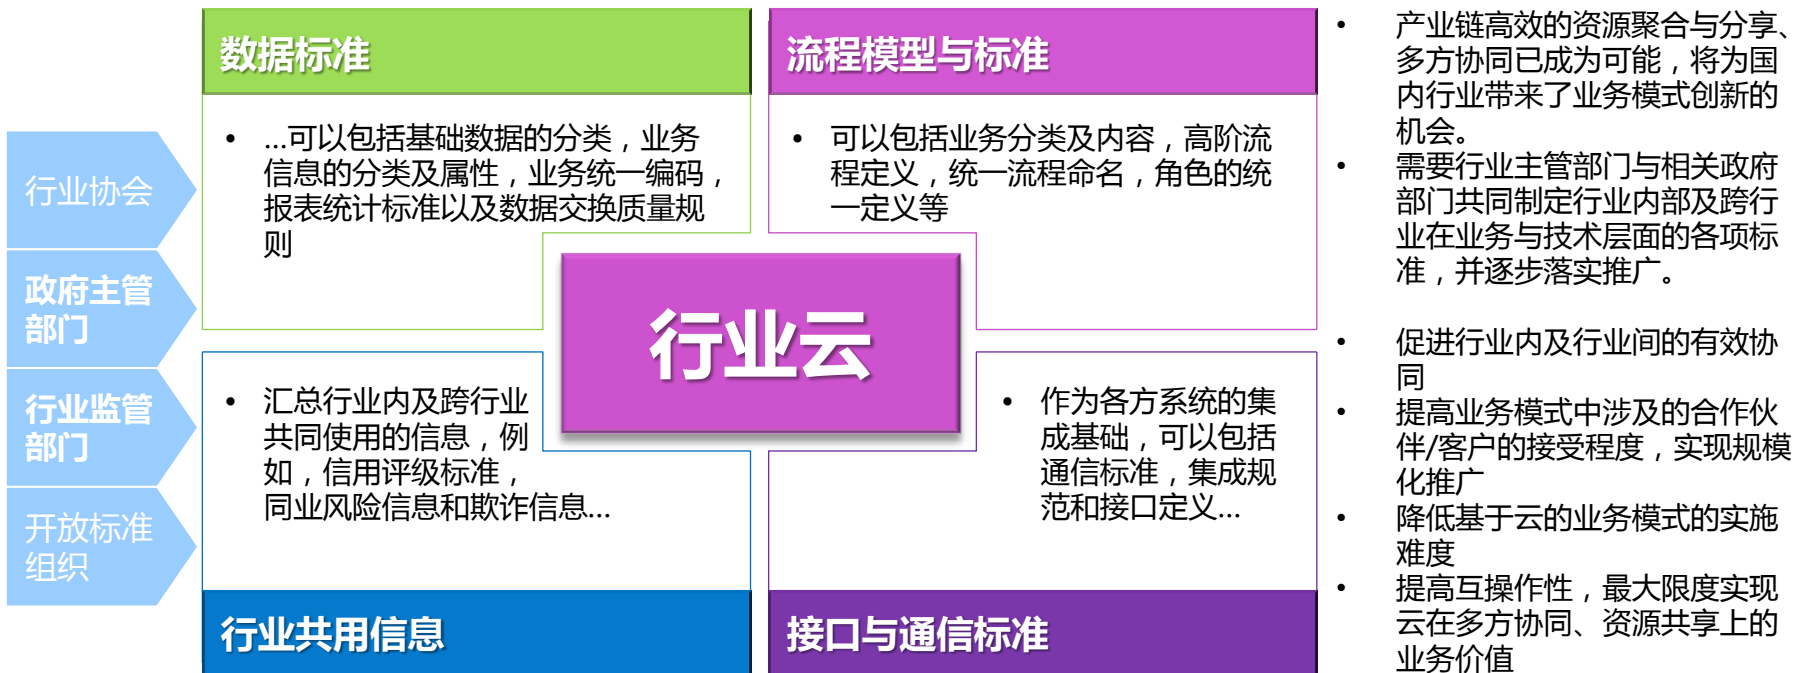 行业协会
政府主管
部门
行业监管
部门
开放标准
组织
数据标准
• …可以包括基础数据的分类，业务
信息的分类及属性，业务统一编码，
报表统计标准以及数据交换质量规
则
流程模型与标准
• 可以包括业务分类及内容，高阶流
程定义，统一流程命名，角色的统
一定义等
行业云
• 汇总行业内及跨行业
共同使用的信息，例
如，信用评级标准，
同业风险信息和欺诈信息…
行业共用信息
• 作为各方系统的集
成基础，可以包括
通信标准，集成规
范和接口定义…
接口与通信标准
• 产业链高效的资源聚合与分享、
多方协同已成为可能，将为国
内行业带来了业务模式创新的
机会。
• 需要行业主管部门与相关政府
部门共同制定行业内部及跨行
业在业务与技术层面的各项标
准，并逐步落实推广。
• 促进行业内及行业间的有效协
同
• 提高业务模式中涉及的合作伙
伴/客户的接受程度，实现规模
化推广
• 降低基于云的业务模式的实施
难度
• 提高互操作性，最大限度实现
云在多方协同、资源共享上的
业务价值